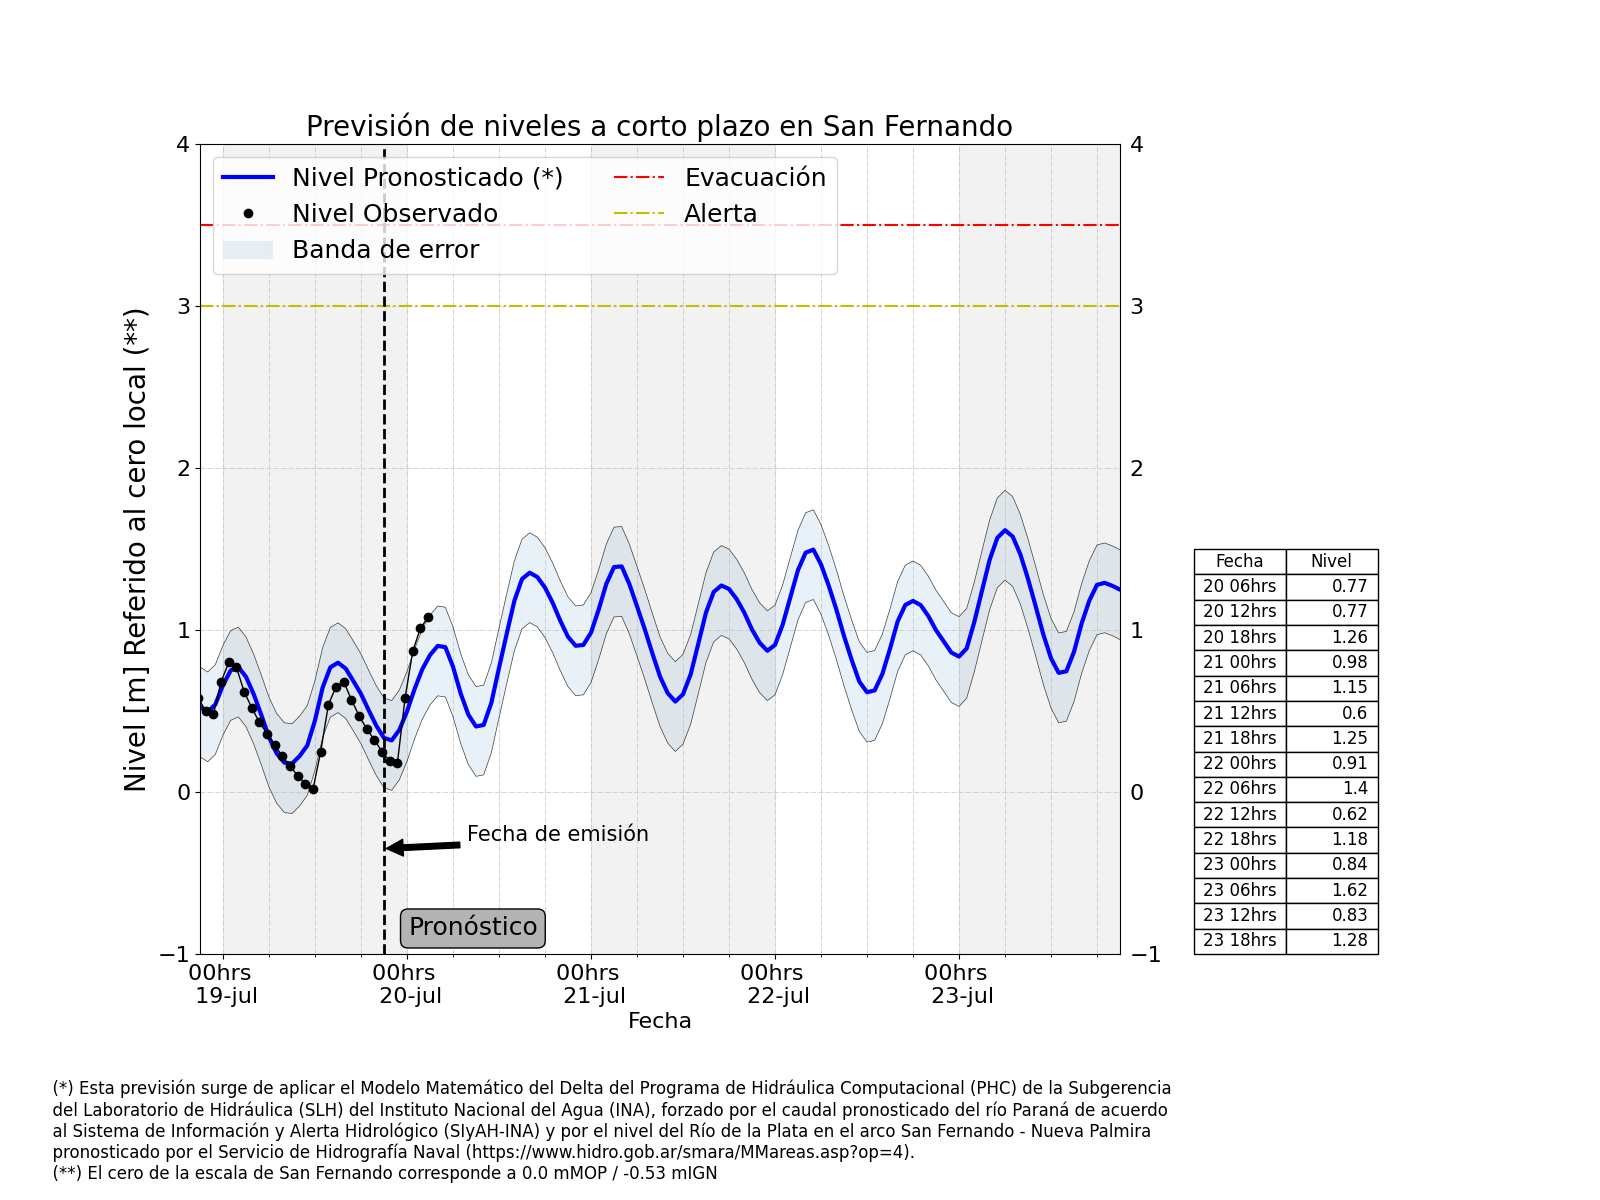 Previsión de niveles a corto plazo en San Fernando
4
4
Nivel Pronosticado (*)
Evacuación
Nivel Observado
Alerta
Banda de error
3
3
2
2
1
1
0
0
−1
−1
Nivel [m] Referido al cero local (**)
Fecha de emisión
Pronóstico
00hrs
19-jul
00hrs
20-jul
00hrs
21-jul
00hrs
22-jul
00hrs
23-jul
Fecha
Fecha Nivel
20 06hrs 0.77
20 12hrs 0.77
20 18hrs 1.26
21 00hrs 0.98
21 06hrs 1.15
21 12hrs 0.6
21 18hrs 1.25
22 00hrs 0.91
22 06hrs 1.4
22 12hrs 0.62
22 18hrs 1.18
23 00hrs 0.84
23 06hrs 1.62
23 12hrs 0.83
23 18hrs 1.28
(*) Esta previsión surge de aplicar el Modelo Matemático del Delta del Programa de Hidráulica Computacional (PHC) de la Subgerencia
del Laboratorio de Hidráulica (SLH) del Instituto Nacional del Agua (INA), forzado por el caudal pronosticado del río Paraná de acuerdo
al Sistema de Información y Alerta Hidrológico (SIyAH-INA) y por el nivel del Río de la Plata en el arco San Fernando - Nueva Palmira
pronosticado por el Servicio de Hidrografía Naval (https://www.hidro.gob.ar/smara/MMareas.asp?op=4).
(**) El cero de la escala de San Fernando corresponde a 0.0 mMOP / -0.53 mIGN